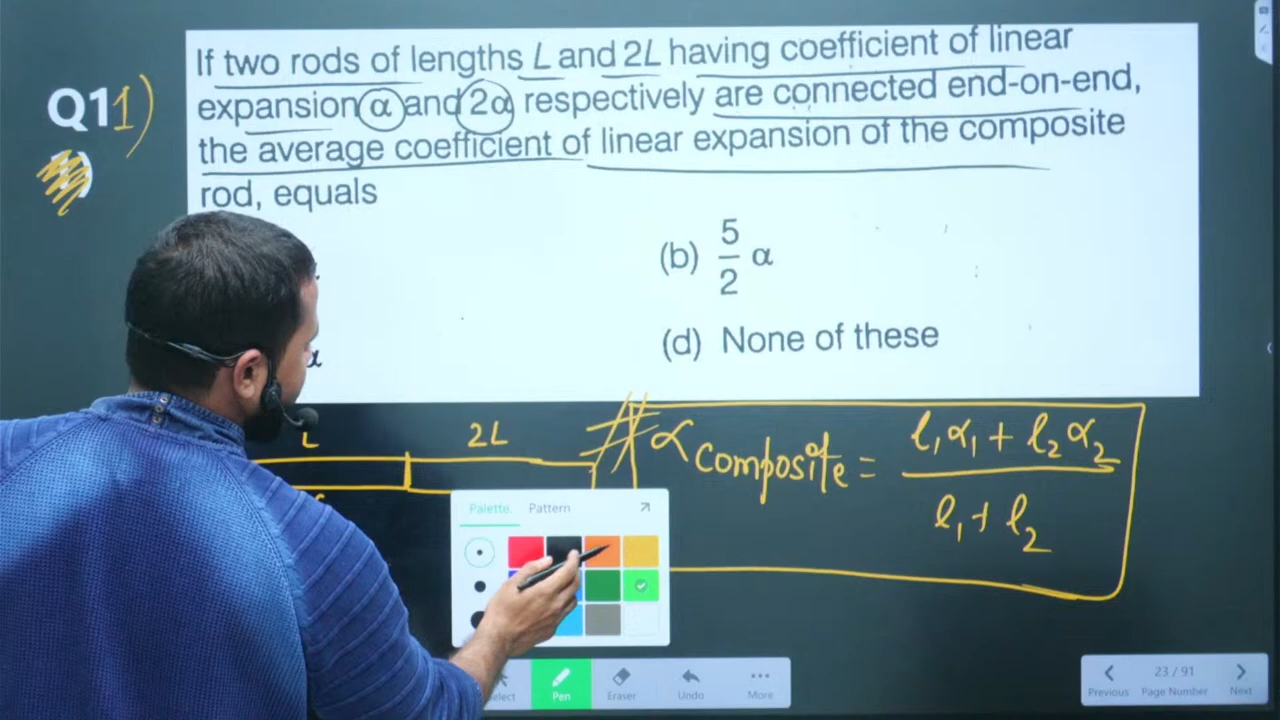 Q11)
If two rods of lengths L and 2L having coefficient of linear
expansion α and 2α respectively are connected end-on-end,
the average coefficient of linear expansion of the composite
rod, equals
(b) 5/2 α
(d) None of these
L 2L
# α composite = (l₁α₁ + l₂α₂) / (l₁ + l₂)
Palette Pattern
Pen Eraser Undo More
23 / 91
Previous Page Number Next